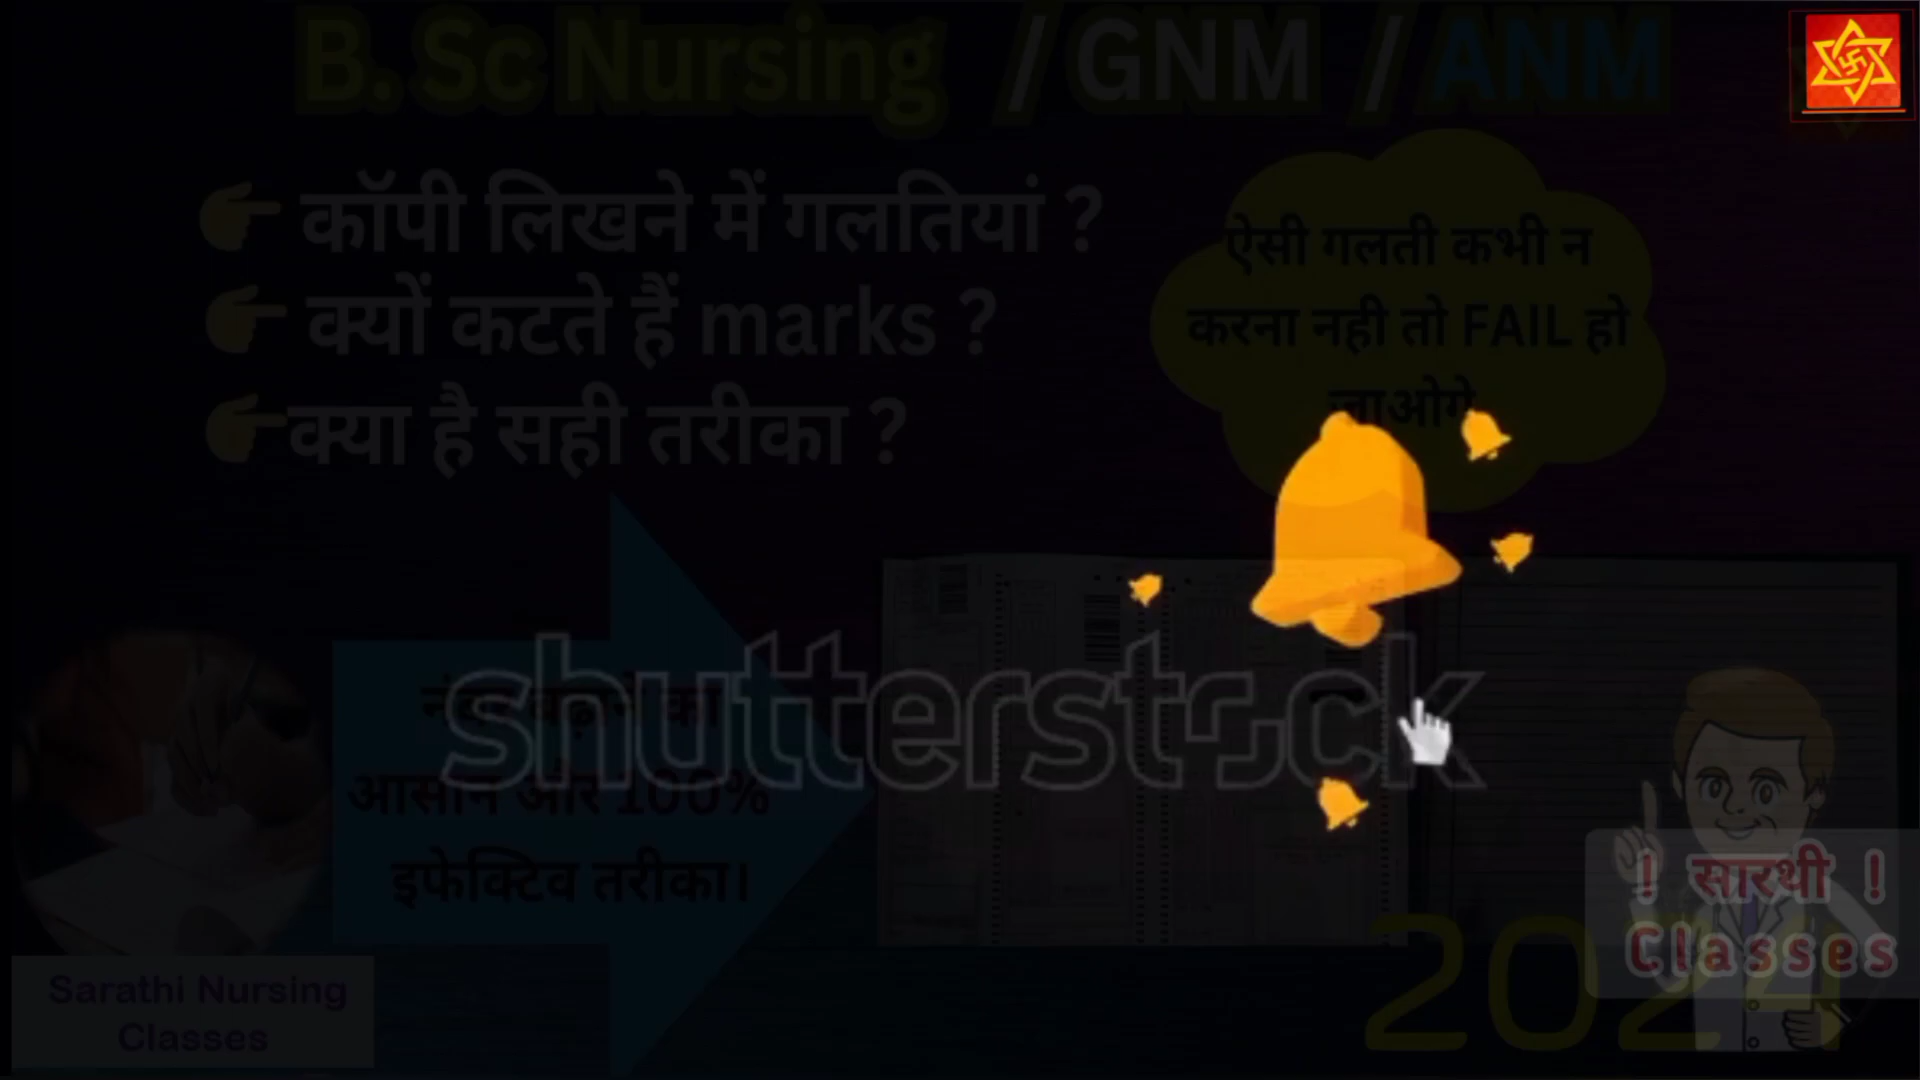 B. Sc Nursing / GNM / ANM
कॉपी लिखने में गलतियां ?
क्यों कटते हैं marks ?
क्या है सही तरीका ?
ऐसी गलती कभी न
करना नही तो FAIL हो
जाओगे
shutterstock
का
आसान और 100%
इफेक्टिव तरीका।
! सारथी !
Classes
Sarathi Nursing
Classes